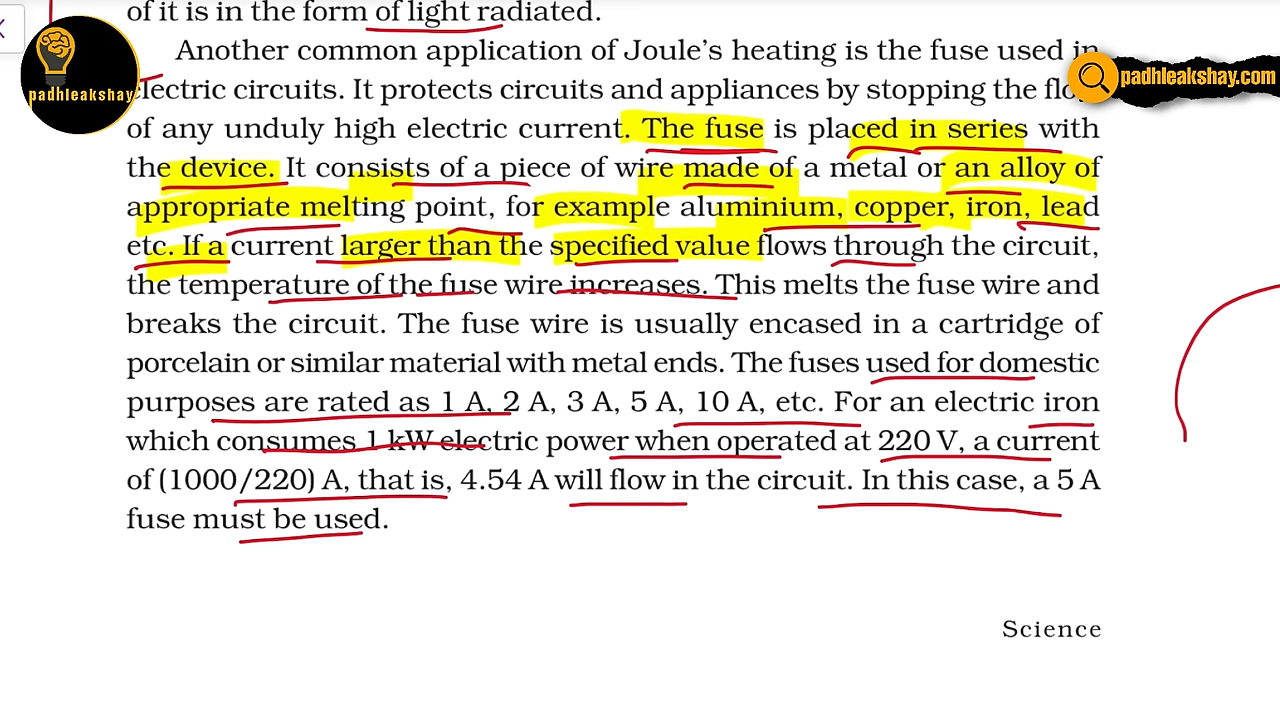 of it is in the form of light radiated.
Another common application of Joule's heating is the fuse used in
electric circuits. It protects circuits and appliances by stopping the flo
of any unduly high electric current. The fuse is placed in series with
the device. It consists of a piece of wire made of a metal or an alloy of
appropriate melting point, for example aluminium, copper, iron, lead
etc. If a current larger than the specified value flows through the circuit,
the temperature of the fuse wire increases. This melts the fuse wire and
breaks the circuit. The fuse wire is usually encased in a cartridge of
porcelain or similar material with metal ends. The fuses used for domestic
purposes are rated as 1 A, 2 A, 3 A, 5 A, 10 A, etc. For an electric iron
which consumes 1 kW electric power when operated at 220 V, a current
of (1000/220) A, that is, 4.54 A will flow in the circuit. In this case, a 5 A
fuse must be used.
Science
padhleakshay
padhleakshay.com